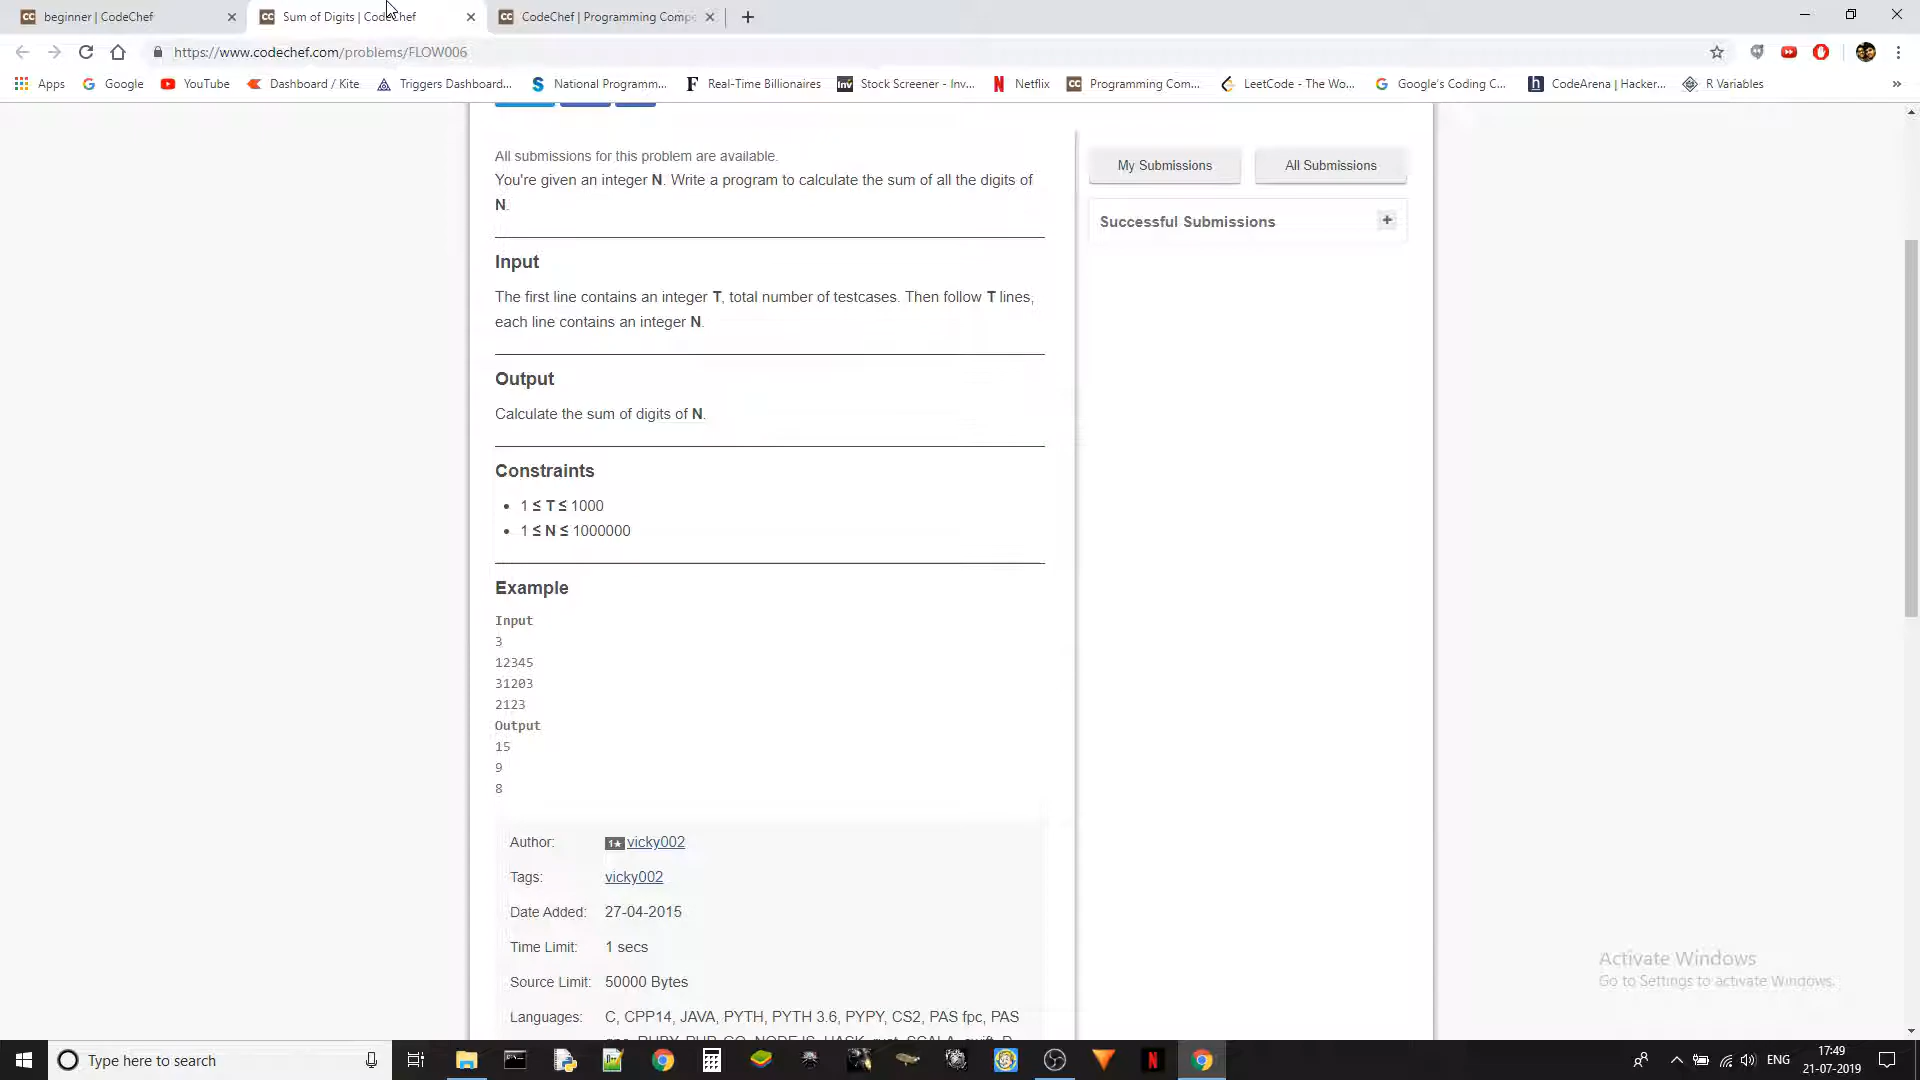 beginner | CodeChef
Sum of Digits | CodeChef
CodeChef | Programming Compe
https://www.codechef.com/problems/FLOW006
Apps
Google
YouTube
Dashboard / Kite
Triggers Dashboard...
National Programm...
Real-Time Billionaires
Stock Screener - Inv...
Netflix
Programming Com...
LeetCode - The Wo...
Google's Coding C...
CodeArena | Hacker...
R Variables
All submissions for this problem are available.
You're given an integer N. Write a program to calculate the sum of all the digits of
N.
My Submissions
All Submissions
Successful Submissions
+
Input
The first line contains an integer T, total number of testcases. Then follow T lines,
each line contains an integer N.
Output
Calculate the sum of digits of N.
Constraints
1 ≤ T ≤ 1000
1 ≤ N ≤ 1000000
Example
Input
3
12345
31203
2123
Output
15
9
8
Author: 1★ vicky002
Tags: vicky002
Date Added: 27-04-2015
Time Limit: 1 secs
Source Limit: 50000 Bytes
Languages: C, CPP14, JAVA, PYTH, PYTH 3.6, PYPY, CS2, PAS fpc, PAS
Activate Windows
Go to Settings to activate Windows.
Type here to search
ENG
17:49
21-07-2019